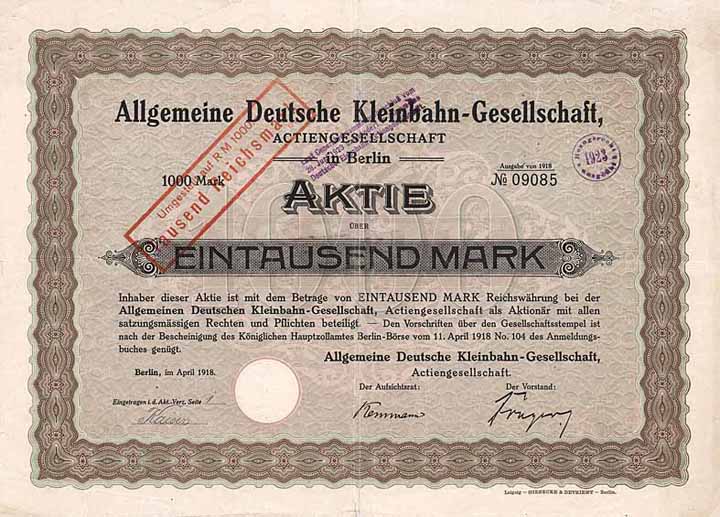 Allgemeine Deutsche Kleinbahn-Gesellschaft,
ACTIENGESELLSCHAFT
in Berlin
Umgestellt auf RM 1000
tausend Reichsmark
1923
1000 Mark
Ausgabe von 1918
№ 09085
AKTIE
ÜBER
1000
EINTAUSEND MARK
Inhaber dieser Aktie ist mit dem Betrage von EINTAUSEND MARK Reichswährung bei der
Allgemeinen Deutschen Kleinbahn-Gesellschaft, Actiengesellschaft als Aktionär mit allen
satzungsmässigen Rechten und Pflichten beteiligt. — Den Vorschriften über den Gesellschaftsstempel ist
nach der Bescheinigung des Königlichen Hauptzollamtes Berlin-Börse vom 11. April 1918 No. 104 des Anmeldungs-
buches genügt.
Allgemeine Deutsche Kleinbahn-Gesellschaft,
Actiengesellschaft.
Berlin, im April 1918.
Der Aufsichtsrat:
Der Vorstand:
Eingetragen i. d. Akt.-Verz. Seite 1
Kemmann
Leipzig — GIESECKE & DEVRIENT — Berlin.